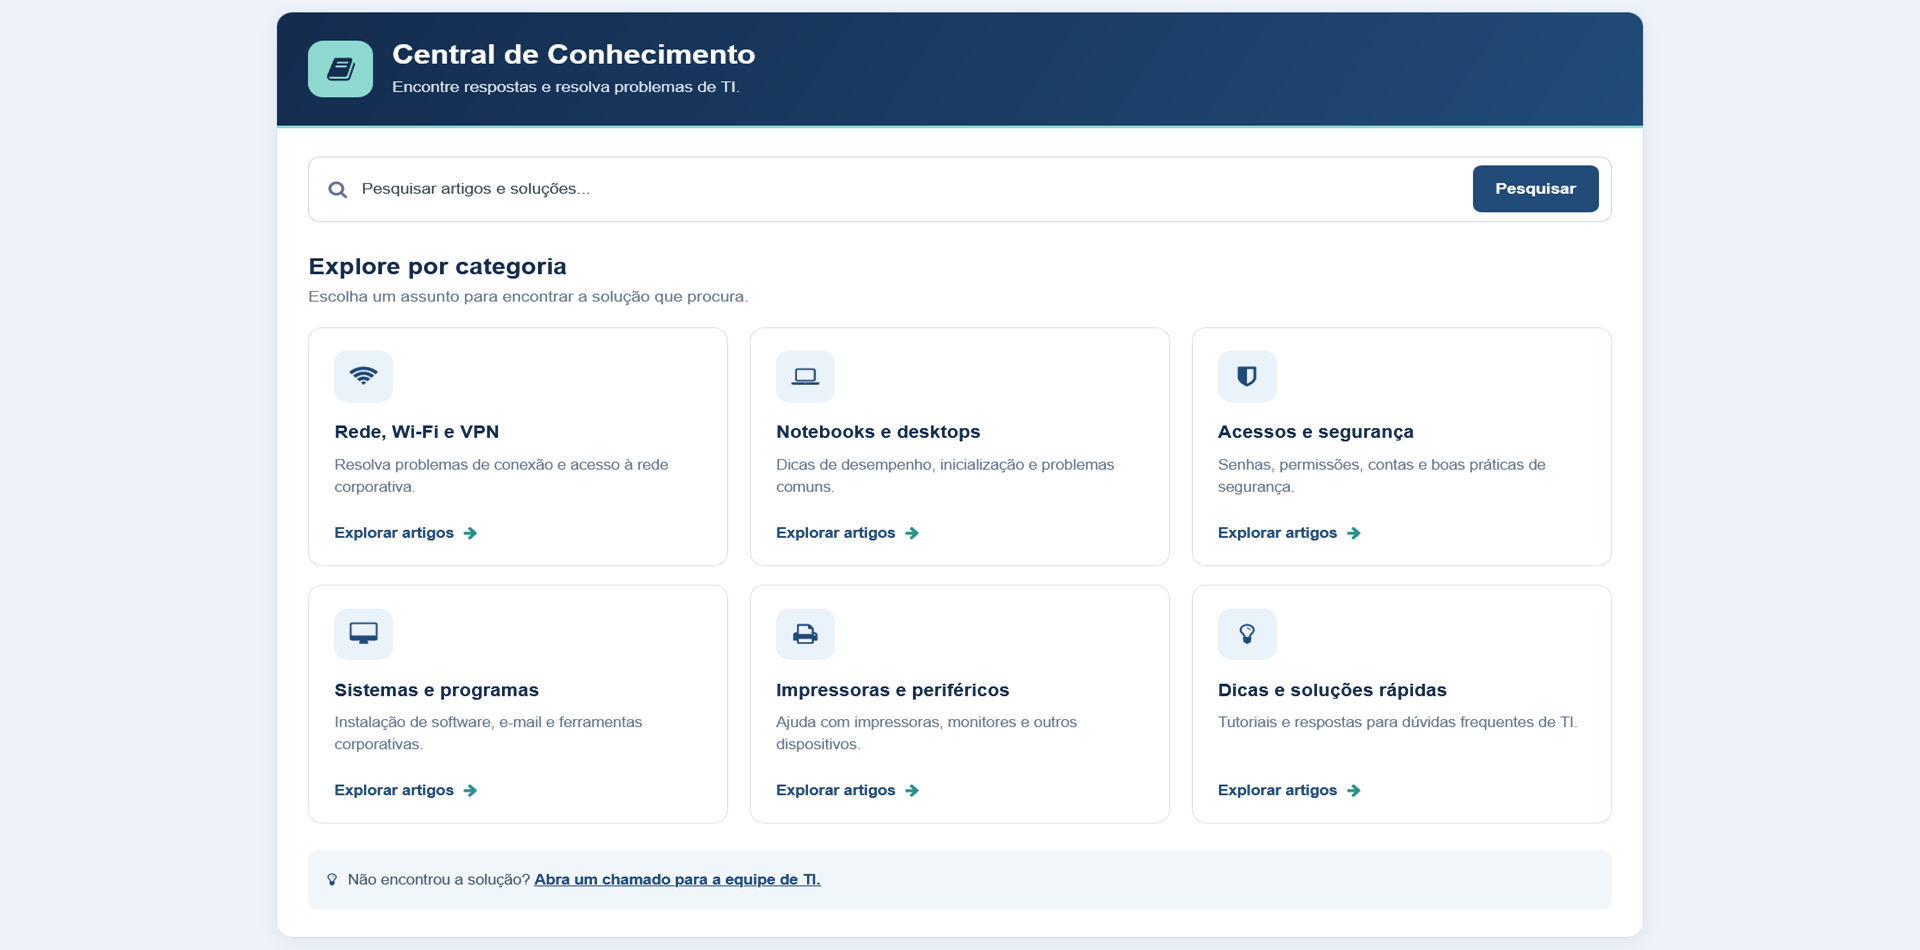 Central de Conhecimento
Encontre respostas e resolva problemas de TI.
Pesquisar artigos e soluções...
Pesquisar
Explore por categoria
Escolha um assunto para encontrar a solução que procura.
Rede, Wi-Fi e VPN
Resolva problemas de conexão e acesso à rede
corporativa.
Explorar artigos
Notebooks e desktops
Dicas de desempenho, inicialização e problemas
comuns.
Explorar artigos
Acessos e segurança
Senhas, permissões, contas e boas práticas de
segurança.
Explorar artigos
Sistemas e programas
Instalação de software, e-mail e ferramentas
corporativas.
Explorar artigos
Impressoras e periféricos
Ajuda com impressoras, monitores e outros
dispositivos.
Explorar artigos
Dicas e soluções rápidas
Tutoriais e respostas para dúvidas frequentes de TI.
Explorar artigos
Não encontrou a solução? Abra um chamado para a equipe de TI.